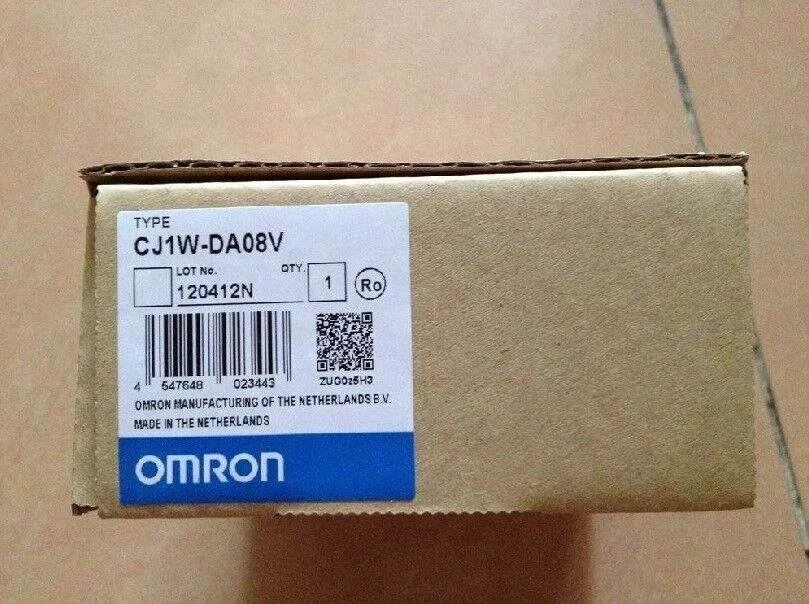 TYPE
CJ1W-DA08V
LOT No. QTY.
120412N 1 Ro
4 547648 023443 ZUG0z5H3
OMRON MANUFACTURING OF THE NETHERLANDS B.V.
MADE IN THE NETHERLANDS
OMRON